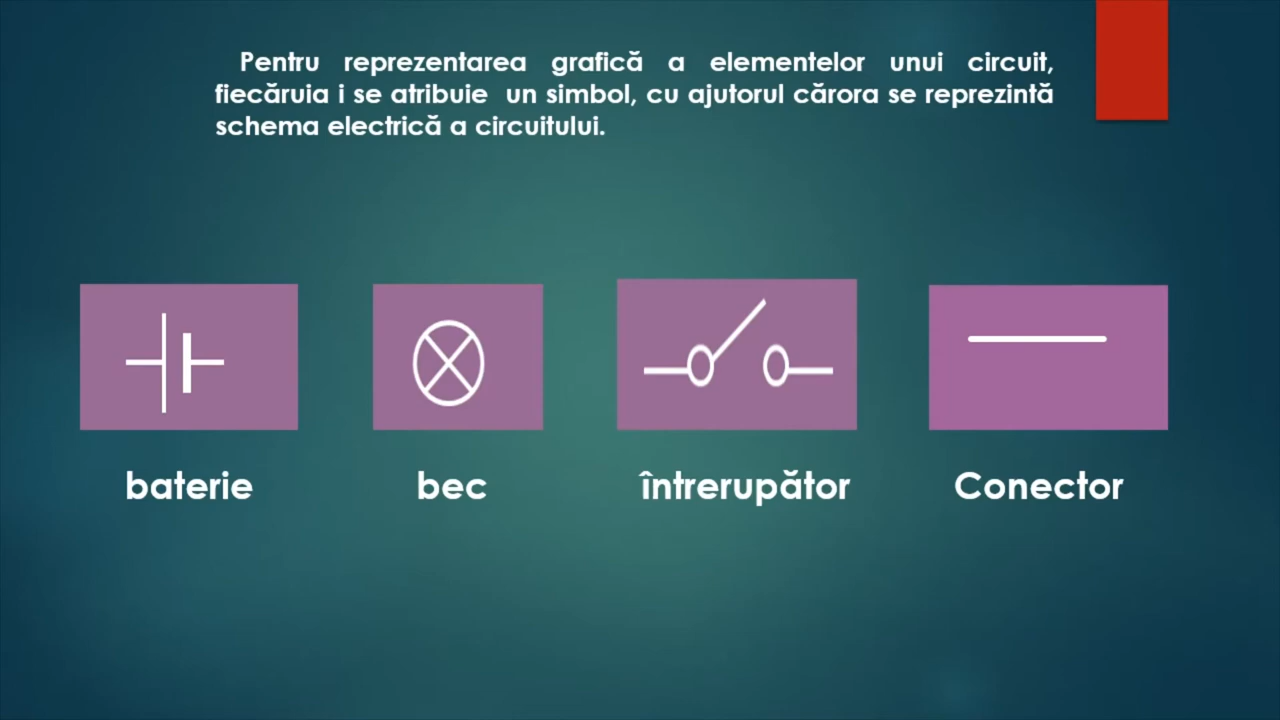 Pentru reprezentarea grafică a elementelor unui circuit,
fiecăruia i se atribuie un simbol, cu ajutorul cărora se reprezintă
schema electrică a circuitului.
baterie
bec
întrerupător
Conector